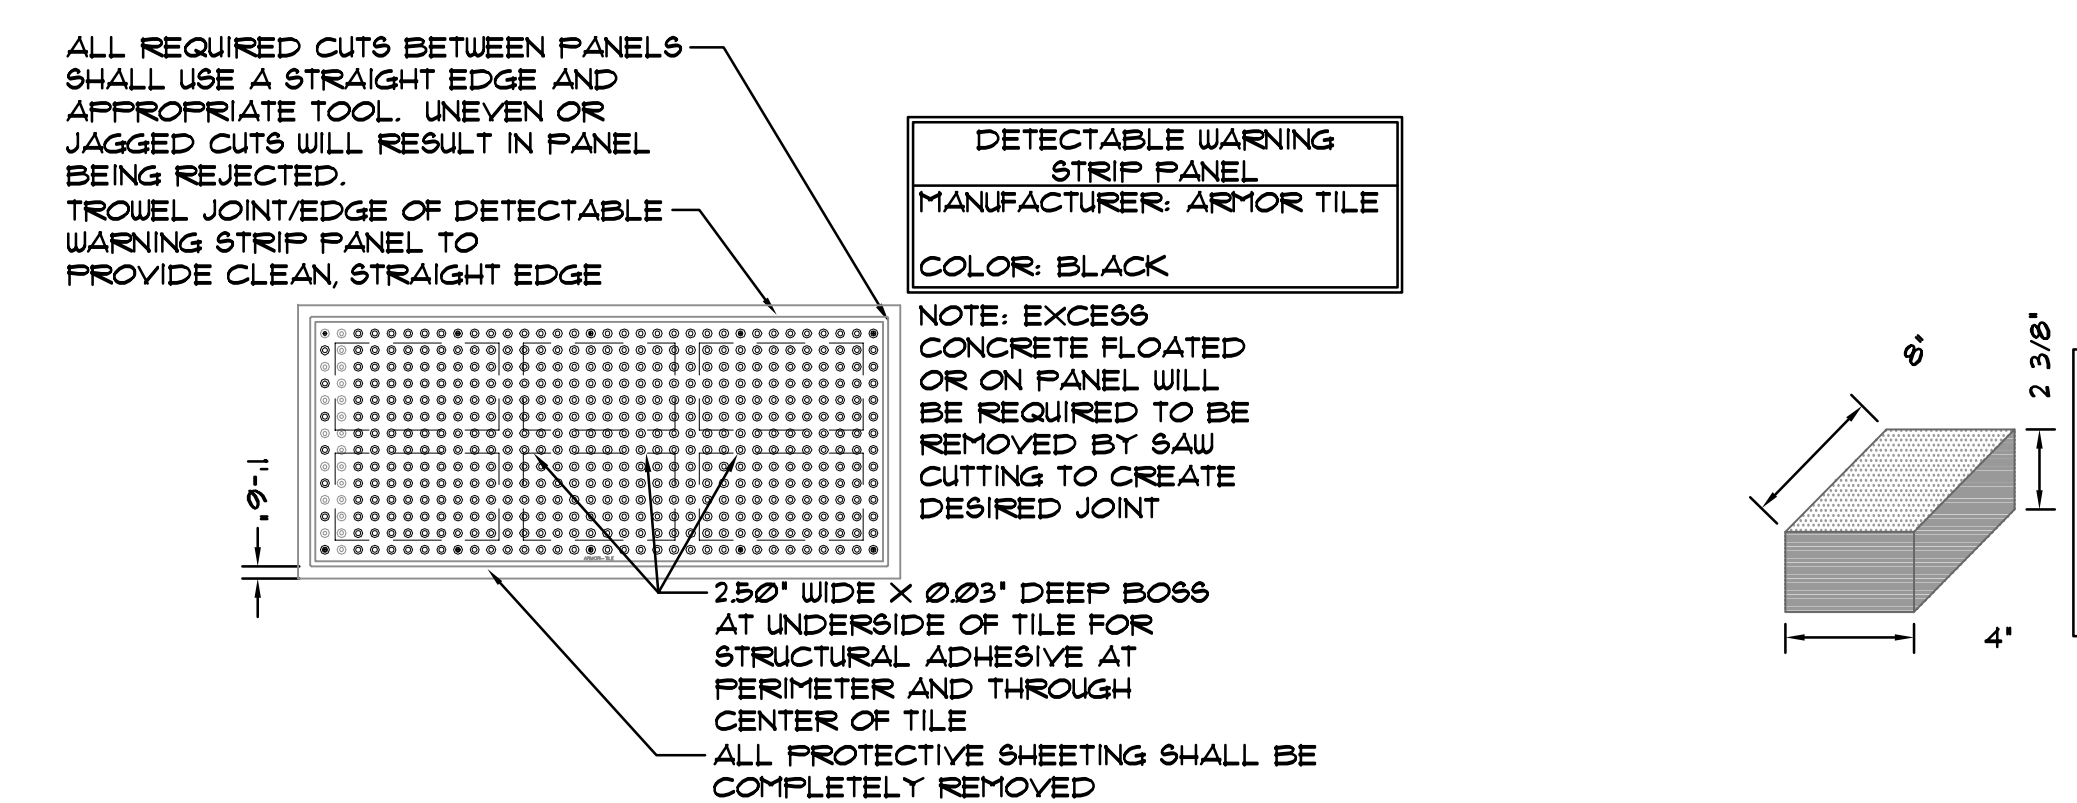 ALL REQUIRED CUTS BETWEEN PANELS
SHALL USE A STRAIGHT EDGE AND
APPROPRIATE TOOL. UNEVEN OR
JAGGED CUTS WILL RESULT IN PANEL
BEING REJECTED.
TROWEL JOINT/EDGE OF DETECTABLE
WARNING STRIP PANEL TO
PROVIDE CLEAN, STRAIGHT EDGE
DETECTABLE WARNING
STRIP PANEL
MANUFACTURER: ARMOR TILE
COLOR: BLACK
NOTE: EXCESS
CONCRETE FLOATED
OR ON PANEL WILL
BE REQUIRED TO BE
REMOVED BY SAW
CUTTING TO CREATE
DESIRED JOINT
1'-6"
ARMOR-TILE
2.50" WIDE X 0.03" DEEP BOSS
AT UNDERSIDE OF TILE FOR
STRUCTURAL ADHESIVE AT
PERIMETER AND THROUGH
CENTER OF TILE
ALL PROTECTIVE SHEETING SHALL BE
COMPLETELY REMOVED
8"
2 3/8"
4"